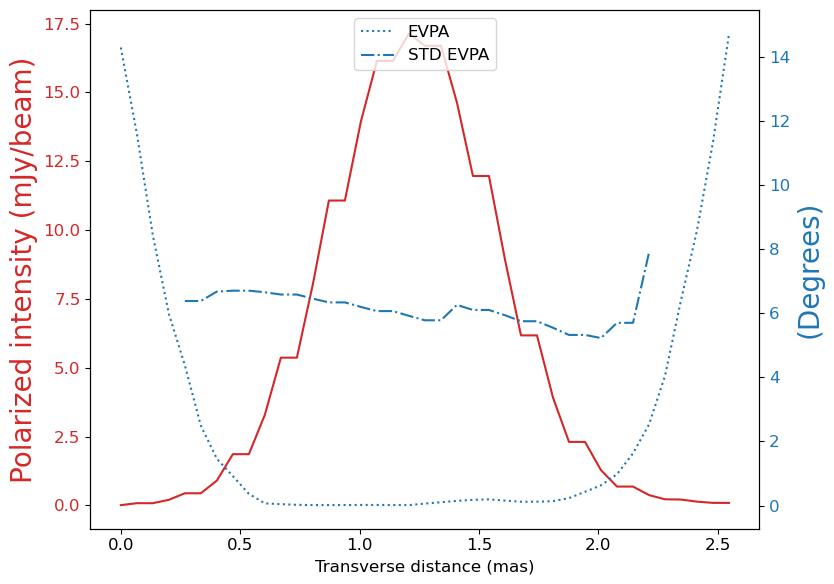 EVPA
STD EVPA
Polarized intensity (mJy/beam)
17.5
15.0
12.5
10.0
7.5
5.0
2.5
0.0
14
12
10
8
6
4
2
0
(Degrees)
0.0 0.5 1.0 1.5 2.0 2.5
Transverse distance (mas)